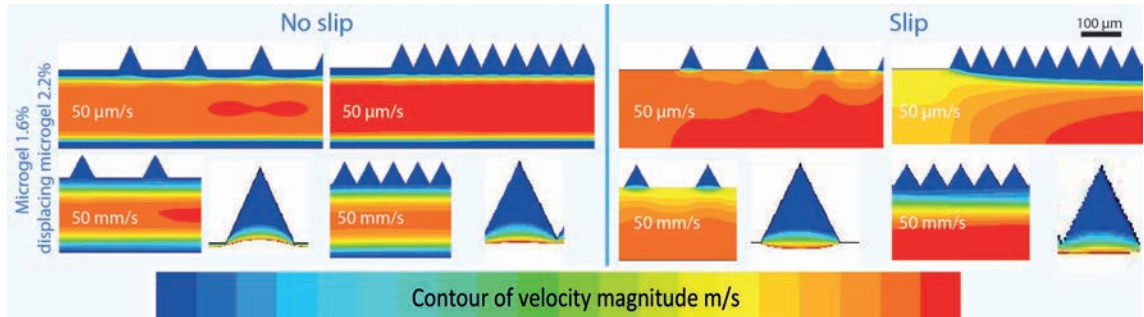 No slip
Slip
100 µm
Microgel 1.6%
displacing microgel 2.2%
50 µm/s
50 µm/s
50 µm/s
50 µm/s
50 mm/s
50 mm/s
50 mm/s
50 mm/s
Contour of velocity magnitude m/s